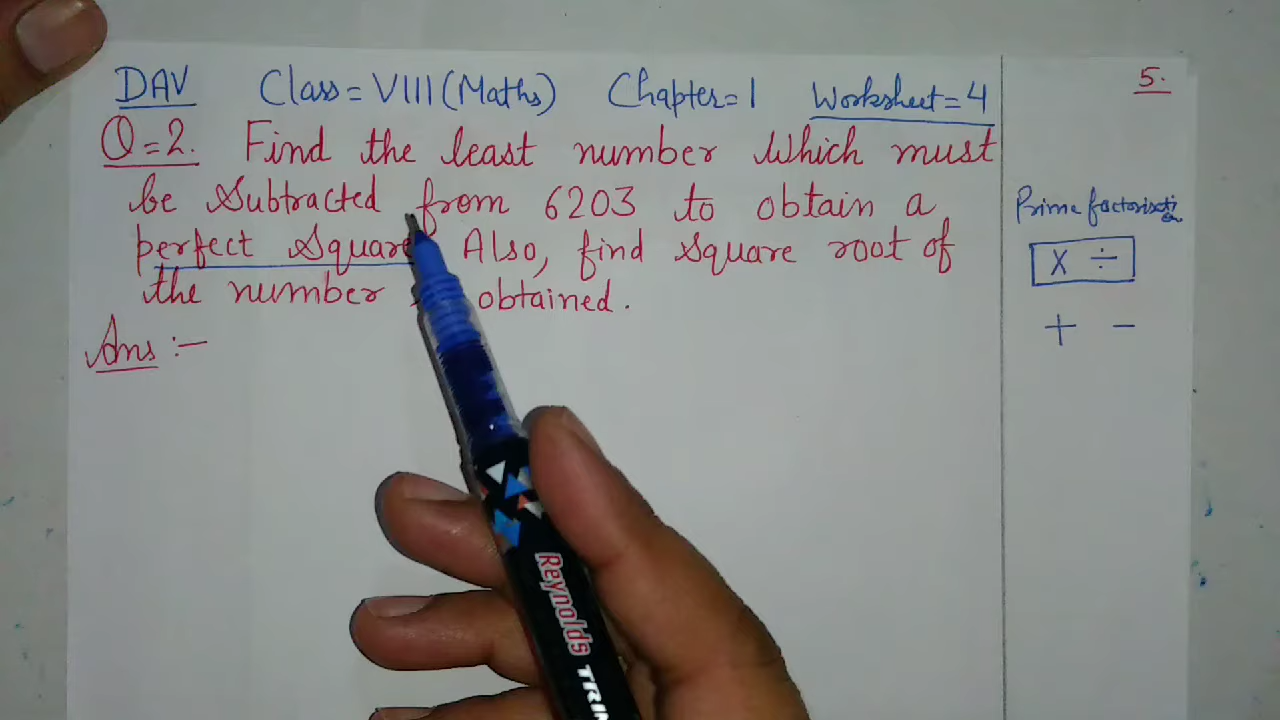 DAV Class = VIII (Maths) Chapter = 1 Worksheet = 4
Q = 2. Find the least number which must
be subtracted from 6203 to obtain a
perfect square Also, find square root of
the number obtained.
Ans :-
5.
Prime factorisation
x ÷
+ -
Reynolds